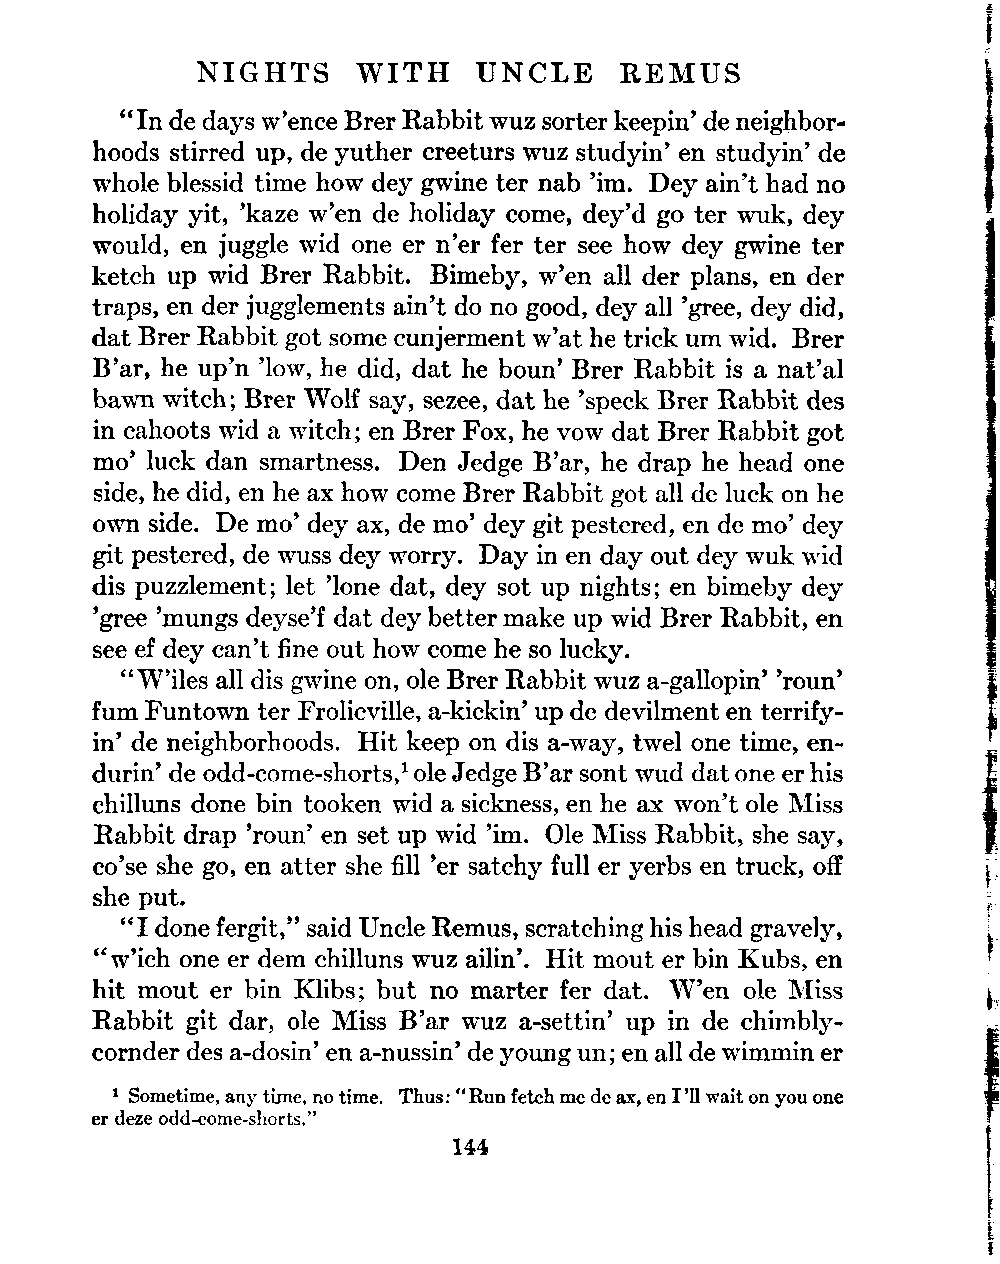 NIGHTS WITH UNCLE REMUS
“In de days w’ence Brer Rabbit wuz sorter keepin’ de neighbor-
hoods stirred up, de yuther creeturs wuz studyin’ en studyin’ de
whole blessid time how dey gwine ter nab ’im. Dey ain’t had no
holiday yit, ’kaze w’en de holiday come, dey’d go ter wuk, dey
would, en juggle wid one er n’er fer ter see how dey gwine ter
ketch up wid Brer Rabbit. Bimeby, w’en all der plans, en der
traps, en der jugglements ain’t do no good, dey all ’gree, dey did,
dat Brer Rabbit got some cunjerment w’at he trick um wid. Brer
B’ar, he up’n ’low, he did, dat he boun’ Brer Rabbit is a nat’al
bawn witch; Brer Wolf say, sezee, dat he ’speck Brer Rabbit des
in cahoots wid a witch; en Brer Fox, he vow dat Brer Rabbit got
mo’ luck dan smartness. Den Jedge B’ar, he drap he head one
side, he did, en he ax how come Brer Rabbit got all de luck on he
own side. De mo’ dey ax, de mo’ dey git pestered, en de mo’ dey
git pestered, de wuss dey worry. Day in en day out dey wuk wid
dis puzzlement; let ’lone dat, dey sot up nights; en bimeby dey
’gree ’mungs deyse’f dat dey better make up wid Brer Rabbit, en
see ef dey can’t fine out how come he so lucky.
“W’iles all dis gwine on, ole Brer Rabbit wuz a-gallopin’ ’roun’
fum Funtown ter Frolicville, a-kickin’ up de devilment en terrify-
in’ de neighborhoods. Hit keep on dis a-way, twel one time, en-
durin’ de odd-come-shorts,¹ ole Jedge B’ar sont wud dat one er his
chilluns done bin tooken wid a sickness, en he ax won’t ole Miss
Rabbit drap ’roun’ en set up wid ’im. Ole Miss Rabbit, she say,
co’se she go, en atter she fill ’er satchy full er yerbs en truck, off
she put.
“I done fergit,” said Uncle Remus, scratching his head gravely,
“w’ich one er dem chilluns wuz ailin’. Hit mout er bin Kubs, en
hit mout er bin Klibs; but no marter fer dat. W’en ole Miss
Rabbit git dar, ole Miss B’ar wuz a-settin’ up in de chimbly-
cornder des a-dosin’ en a-nussin’ de young un; en all de wimmin er
¹ Sometime, any time, no time. Thus: “Run fetch me de ax, en I’ll wait on you one
er deze odd-come-shorts.”
144